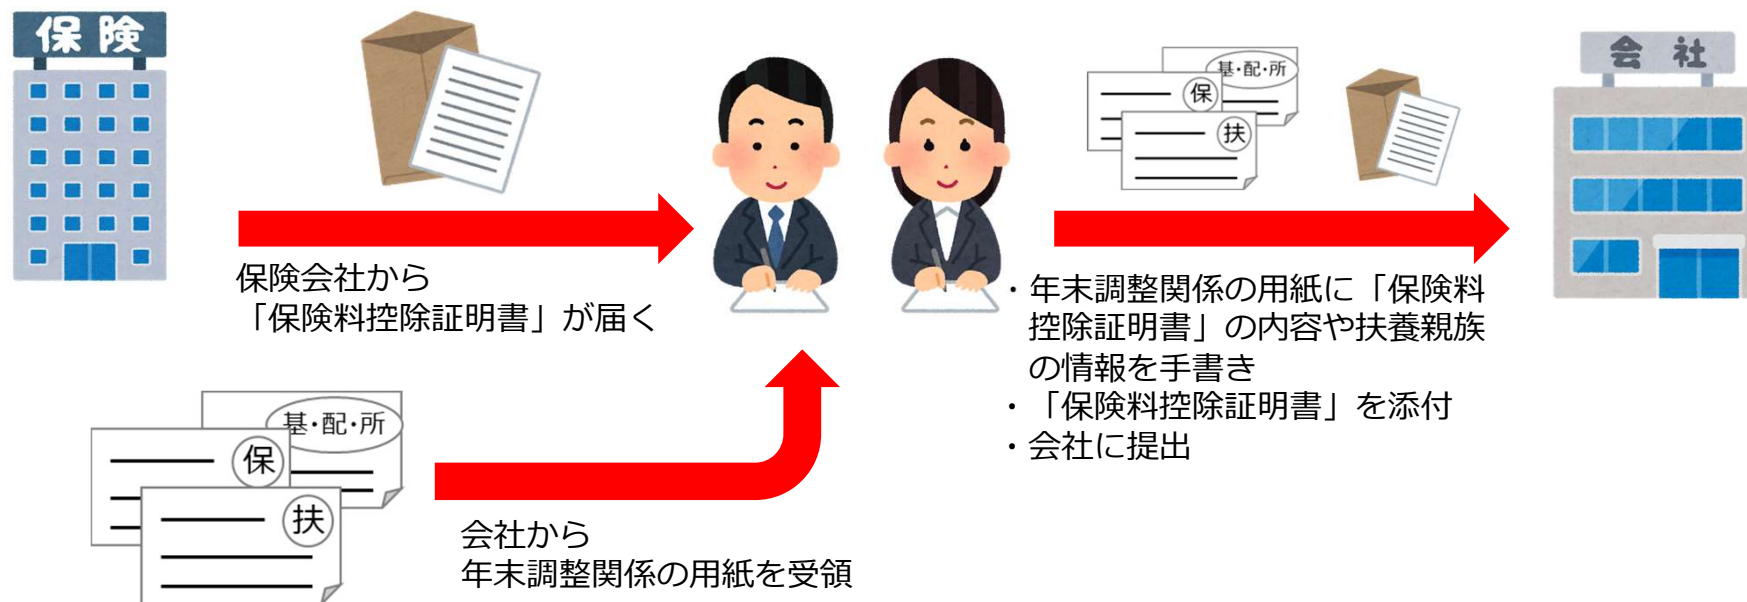 保険
基・配・所
保
扶
会社
保険会社から
「保険料控除証明書」が届く
・年末調整関係の用紙に「保険料
控除証明書」の内容や扶養親族
の情報を手書き
・「保険料控除証明書」を添付
・会社に提出
基・配・所
保
扶
会社から
年末調整関係の用紙を受領